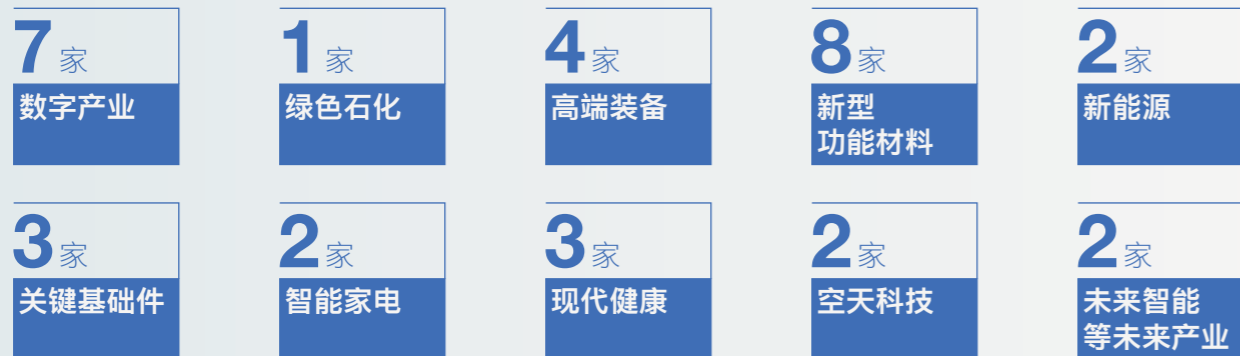 7家
数字产业
1家
绿色石化
4家
高端装备
8家
新型
功能材料
2家
新能源
3家
关键基础件
2家
智能家电
3家
现代健康
2家
空天科技
2家
未来智能
等未来产业